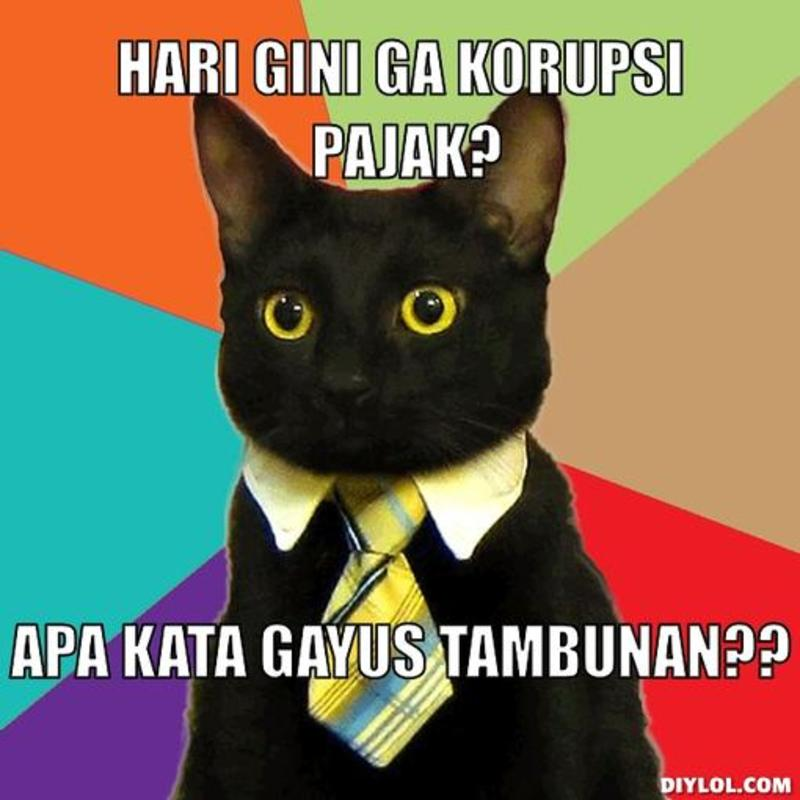 HARI GINI GA KORUPSI
PAJAK?
APA KATA GAYUS TAMBUNAN??
DIYLOL.COM